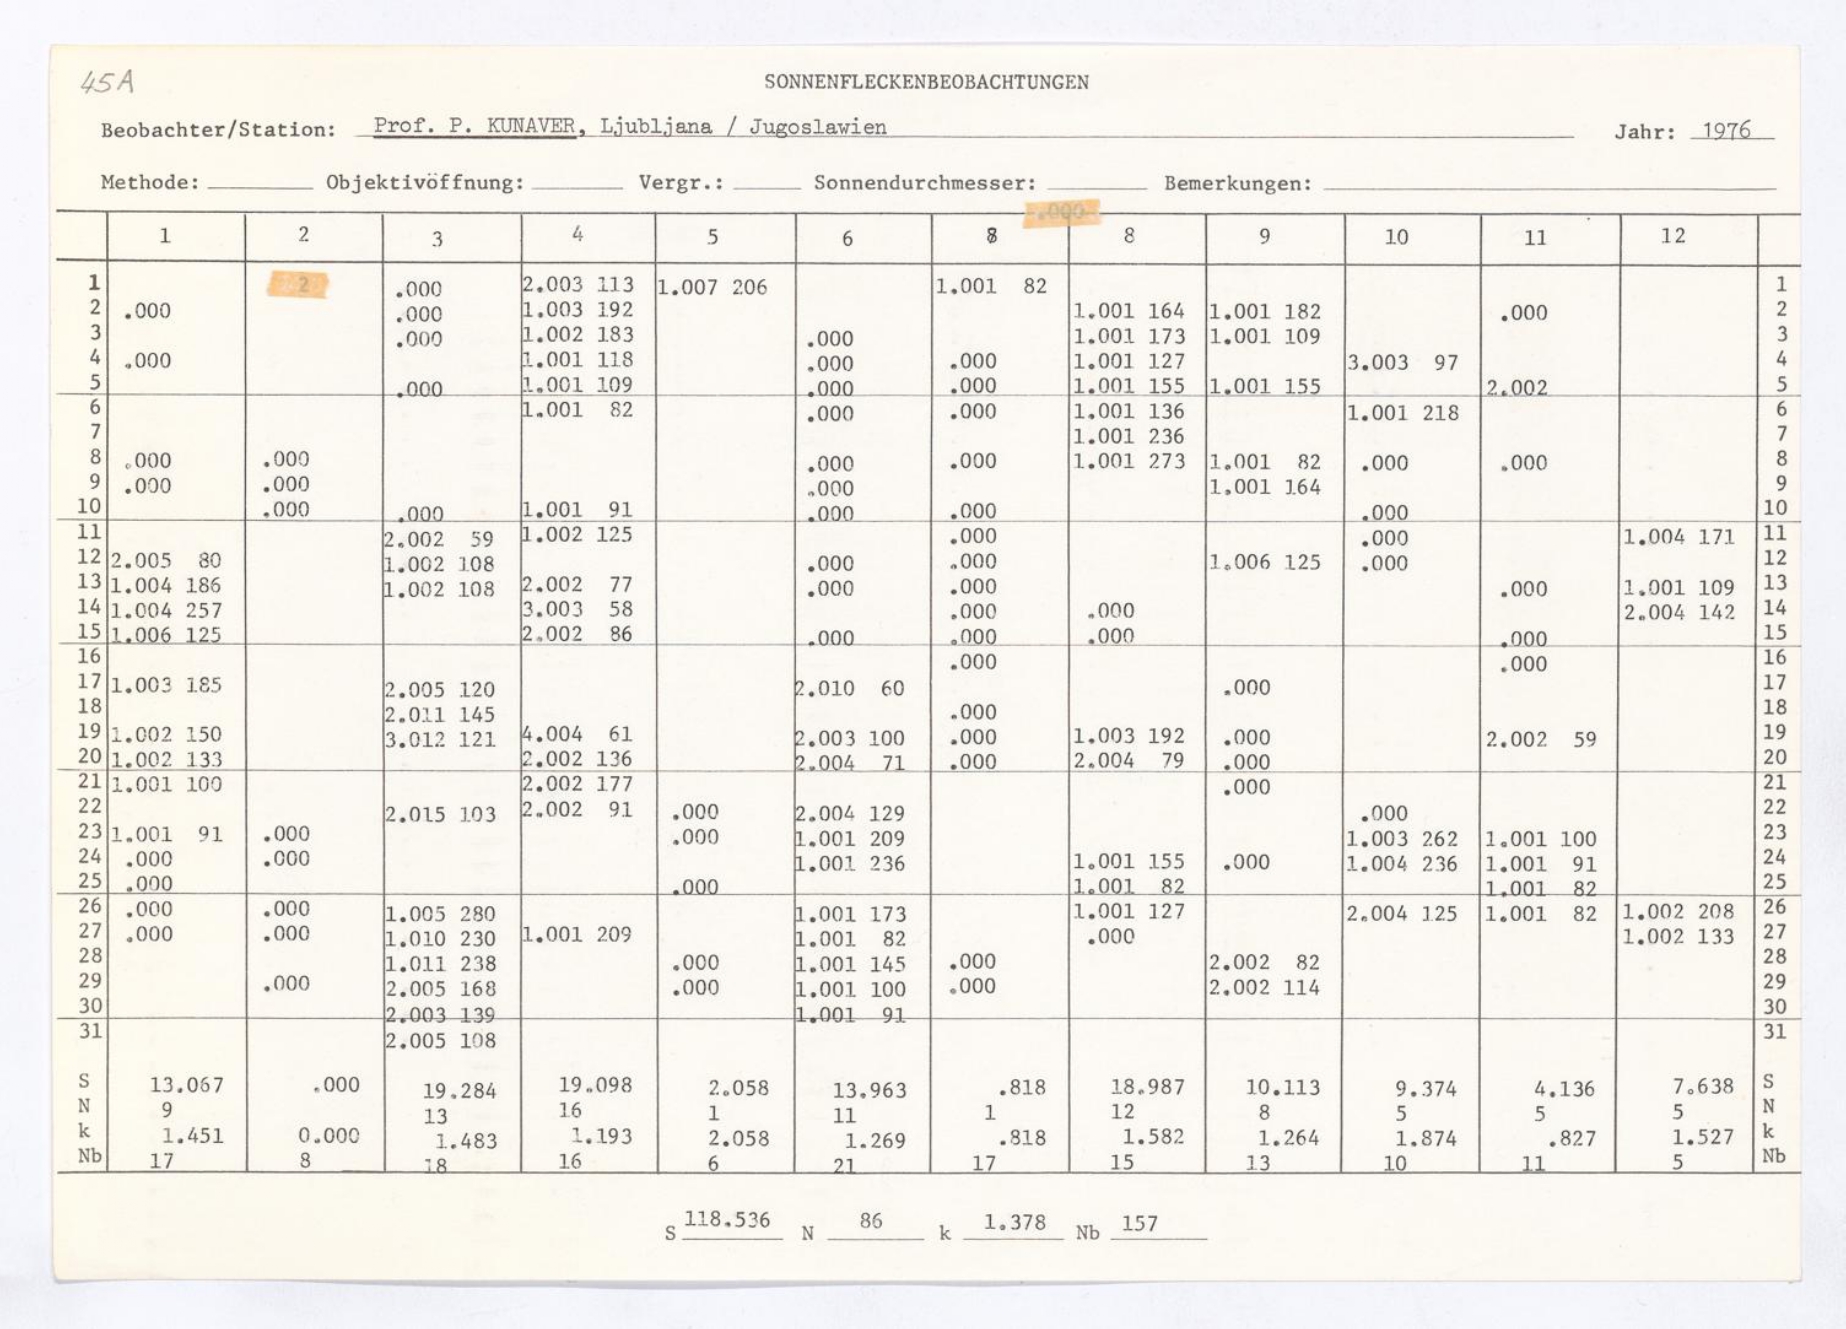 45A
SONNENFLECKENBEOBACHTUNGEN
Beobachter/Station: Prof. P. KUNAVER, Ljubljana / Jugoslawien Jahr: 1976
Methode: Objektivöffnung: Vergr.: Sonnendurchmesser: Bemerkungen:
.000
1 2 3 4 5 6 8 8 9 10 11 12
1 2 .000 2.003 113 1.007 206 1.001 82 1
2 .000 .000 1.003 192 1.001 164 1.001 182 .000 2
3 .000 1.002 183 .000 1.001 173 1.001 109 3
4 .000 1.001 118 .000 .000 1.001 127 3.003 97 4
5 .000 1.001 109 .000 .000 1.001 155 1.001 155 2.002 5
6 1.001 82 .000 .000 1.001 136 1.001 218 6
7 1.001 236 7
8 .000 .000 .000 .000 1.001 273 1.001 82 .000 .000 8
9 .000 .000 .000 1.001 164 9
10 .000 .000 1.001 91 .000 .000 .000 10
11 2.002 59 1.002 125 .000 .000 1.004 171 11
12 2.005 80 1.002 108 .000 .000 1.006 125 .000 12
13 1.004 186 1.002 108 2.002 77 .000 .000 .000 1.001 109 13
14 1.004 257 3.003 58 .000 .000 2.004 142 14
15 1.006 125 2.002 86 .000 .000 .000 .000 15
16 .000 .000 16
17 1.003 185 2.005 120 2.010 60 .000 17
18 2.011 145 .000 18
19 1.002 150 3.012 121 4.004 61 2.003 100 .000 1.003 192 .000 2.002 59 19
20 1.002 133 2.002 136 2.004 71 .000 2.004 79 .000 20
21 1.001 100 2.002 177 .000 21
22 2.015 103 2.002 91 .000 2.004 129 .000 22
23 1.001 91 .000 .000 1.001 209 1.003 262 1.001 100 23
24 .000 .000 1.001 236 1.001 155 .000 1.004 236 1.001 91 24
25 .000 .000 1.001 82 1.001 82 25
26 .000 .000 1.005 280 1.001 173 1.001 127 2.004 125 1.001 82 1.002 208 26
27 .000 .000 1.010 230 1.001 209 1.001 82 .000 1.002 133 27
28 1.011 238 .000 1.001 145 .000 2.002 82 28
29 .000 2.005 168 .000 1.001 100 .000 2.002 114 29
30 2.003 139 1.001 91 30
31 2.005 108 31
S 13.067 .000 19.284 19.098 2.058 13.963 .818 18.987 10.113 9.374 4.136 7.638 S
N 9 13 16 1 11 1 12 8 5 5 5 N
k 1.451 0.000 1.483 1.193 2.058 1.269 .818 1.582 1.264 1.874 .827 1.527 k
Nb 17 8 18 16 6 21 17 15 13 10 11 5 Nb
S 118.536 N 86 k 1.378 Nb 157